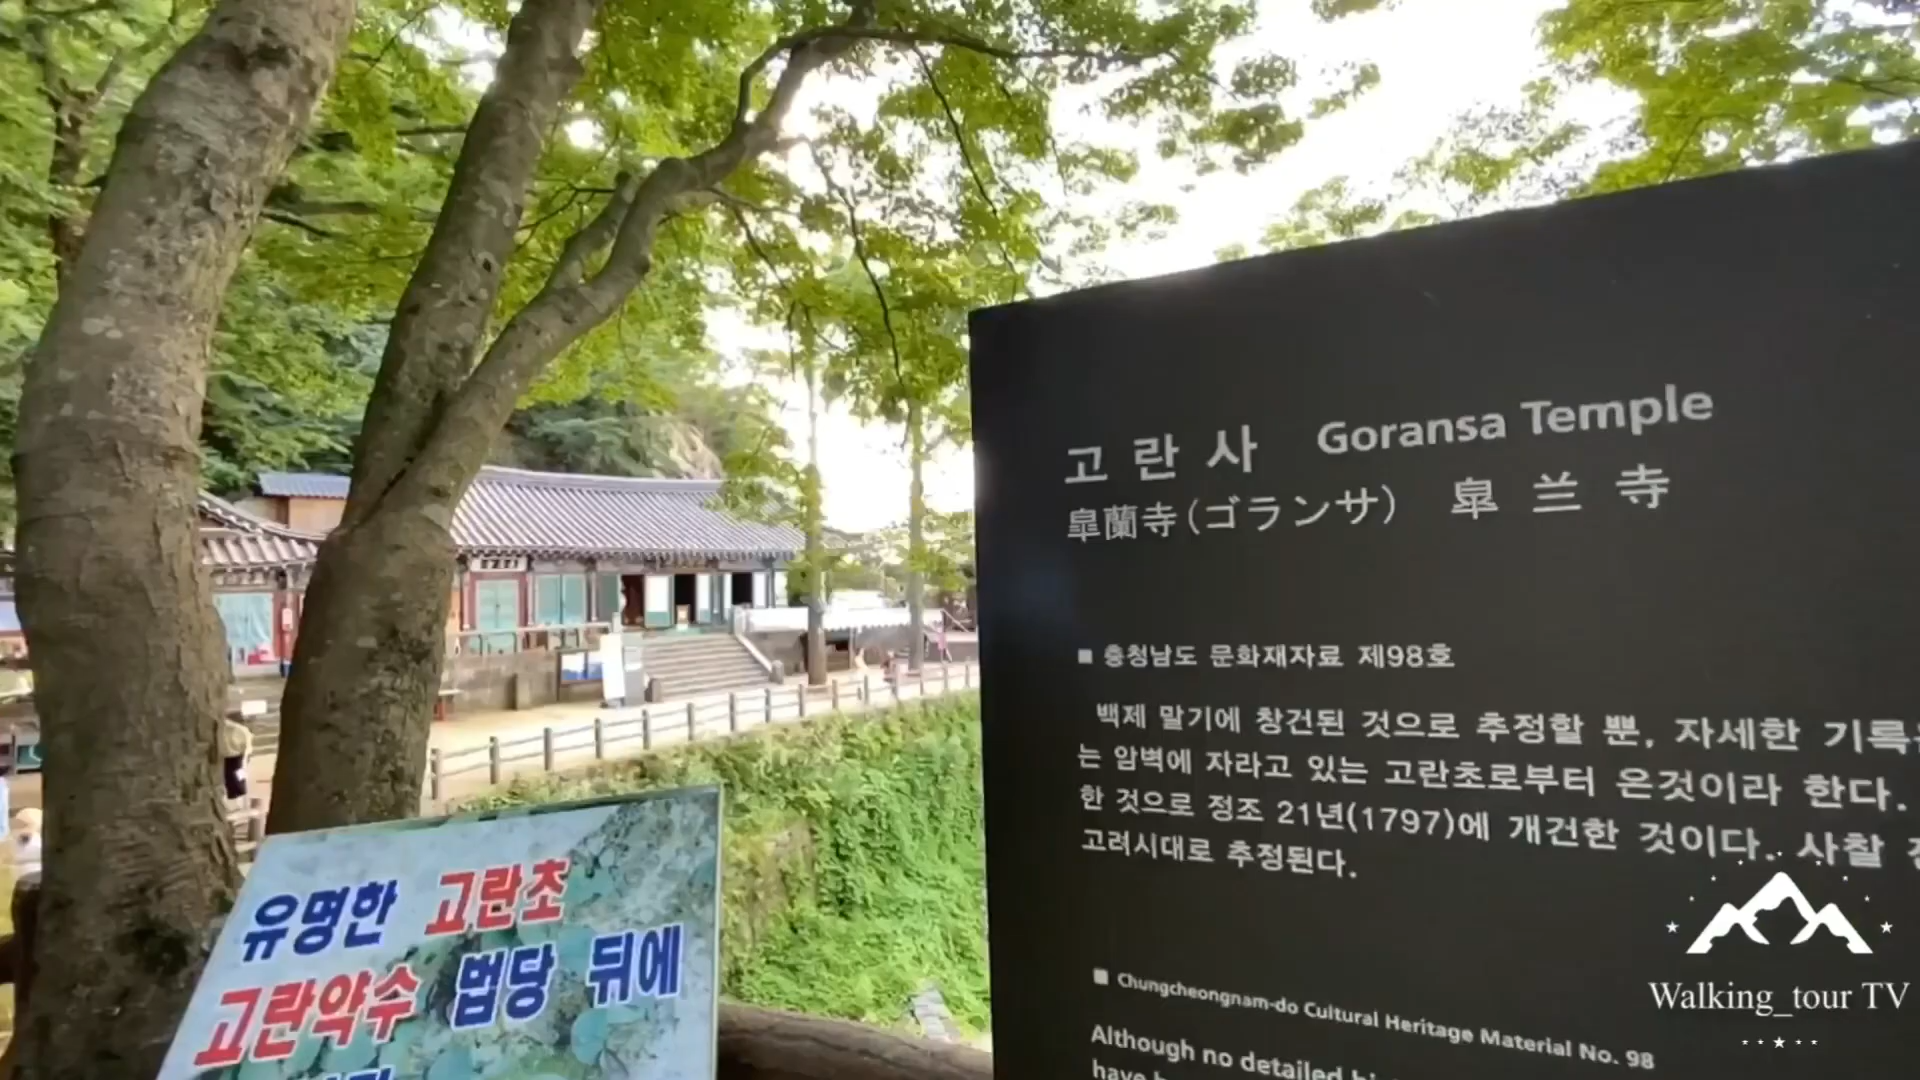 고란사 Goransa Temple
皐蘭寺(ゴランサ) 皐兰寺
■ 충청남도 문화재자료 제98호
백제 말기에 창건된 것으로 추정할 뿐, 자세한 기록
는 암벽에 자라고 있는 고란초로부터 온것이라 한다.
한 것으로 정조 21년(1797)에 개건한 것이다. 사찰
고려시대로 추정된다.
■ Chungcheongnam-do Cultural Heritage Material No. 98
Although no detailed
have
유명한 고란초
고란약수 법당 뒤에
Walking_tour TV